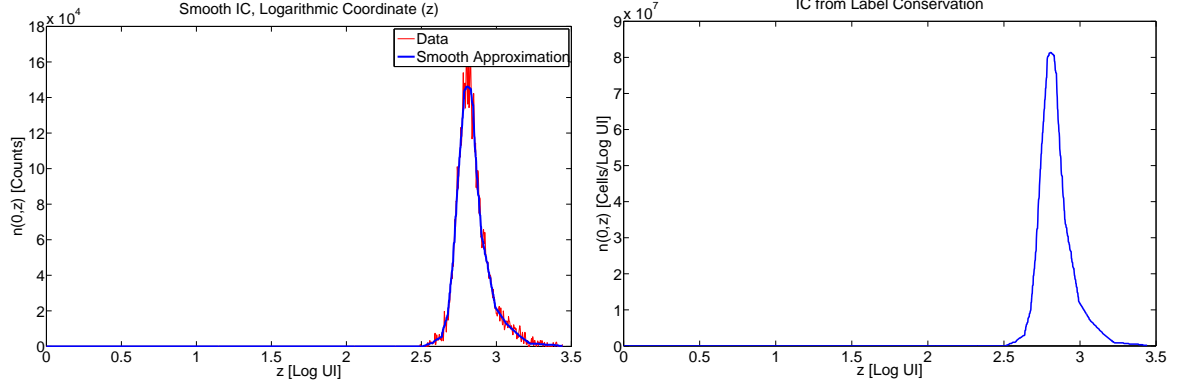 Smooth IC, Logarithmic Coordinate (z)
18 x 10^4
16
14
12
10
8
6
4
2
0
n(0,z) [Counts]
Data
Smooth Approximation
0 0.5 1 1.5 2 2.5 3 3.5
z [Log UI]
IC from Label Conservation
9 x 10^7
8
7
6
5
4
3
2
1
0
n(0,z) [Cells/Log UI]
0 0.5 1 1.5 2 2.5 3 3.5
z [Log UI]